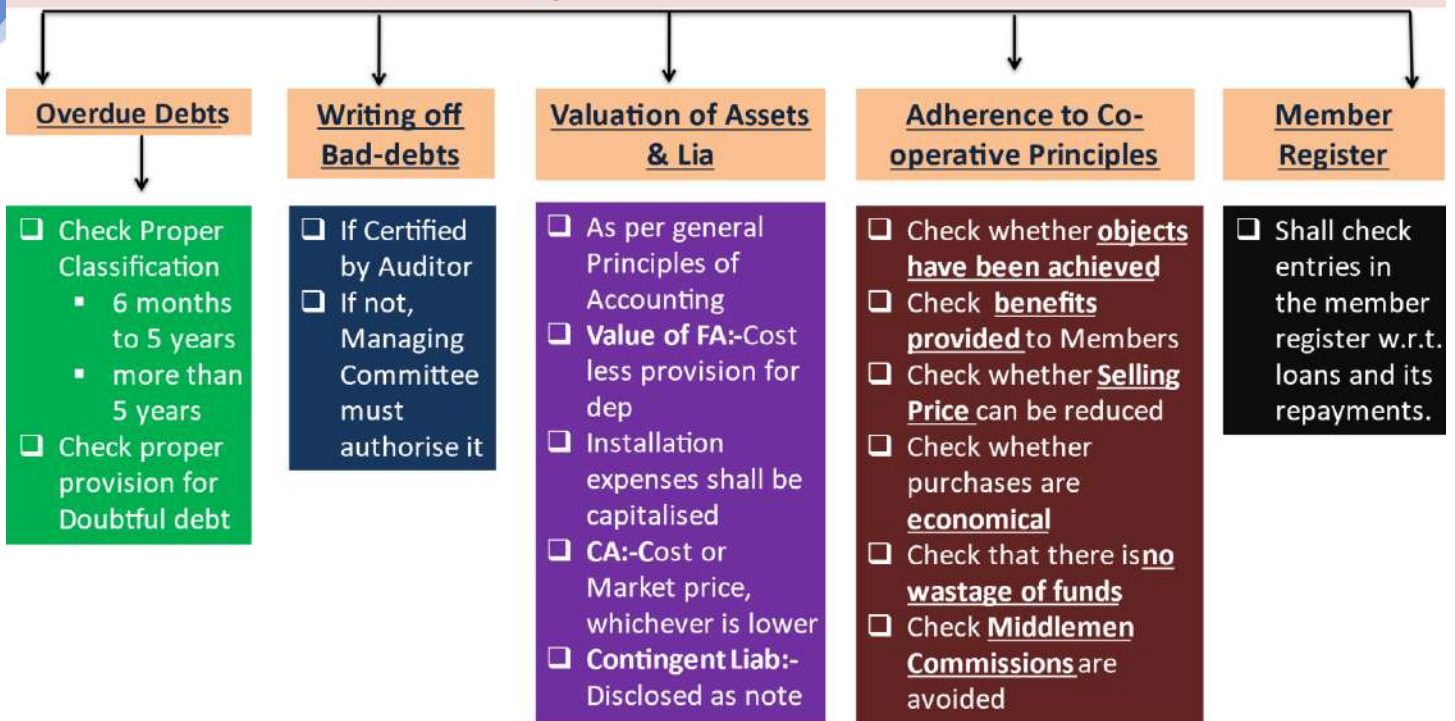 Overdue Debts
Check Proper
Classification
6 months
to 5 years
more than
5 years
Check proper
provision for
Doubtful debt
Writing off
Bad-debts
If Certified
by Auditor
If not,
Managing
Committee
must
authorise it
Valuation of Assets
& Lia
As per general
Principles of
Accounting
Value of FA:-Cost
less provision for
dep
Installation
expenses shall be
capitalised
CA:-Cost or
Market price,
whichever is lower
Contingent Liab:-
Disclosed as note
Adherence to Co-
operative Principles
Check whether objects
have been achieved
Check benefits
provided to Members
Check whether Selling
Price can be reduced
Check whether
purchases are
economical
Check that there is no
wastage of funds
Check Middlemen
Commissions are
avoided
Member
Register
Shall check
entries in
the member
register w.r.t.
loans and its
repayments.